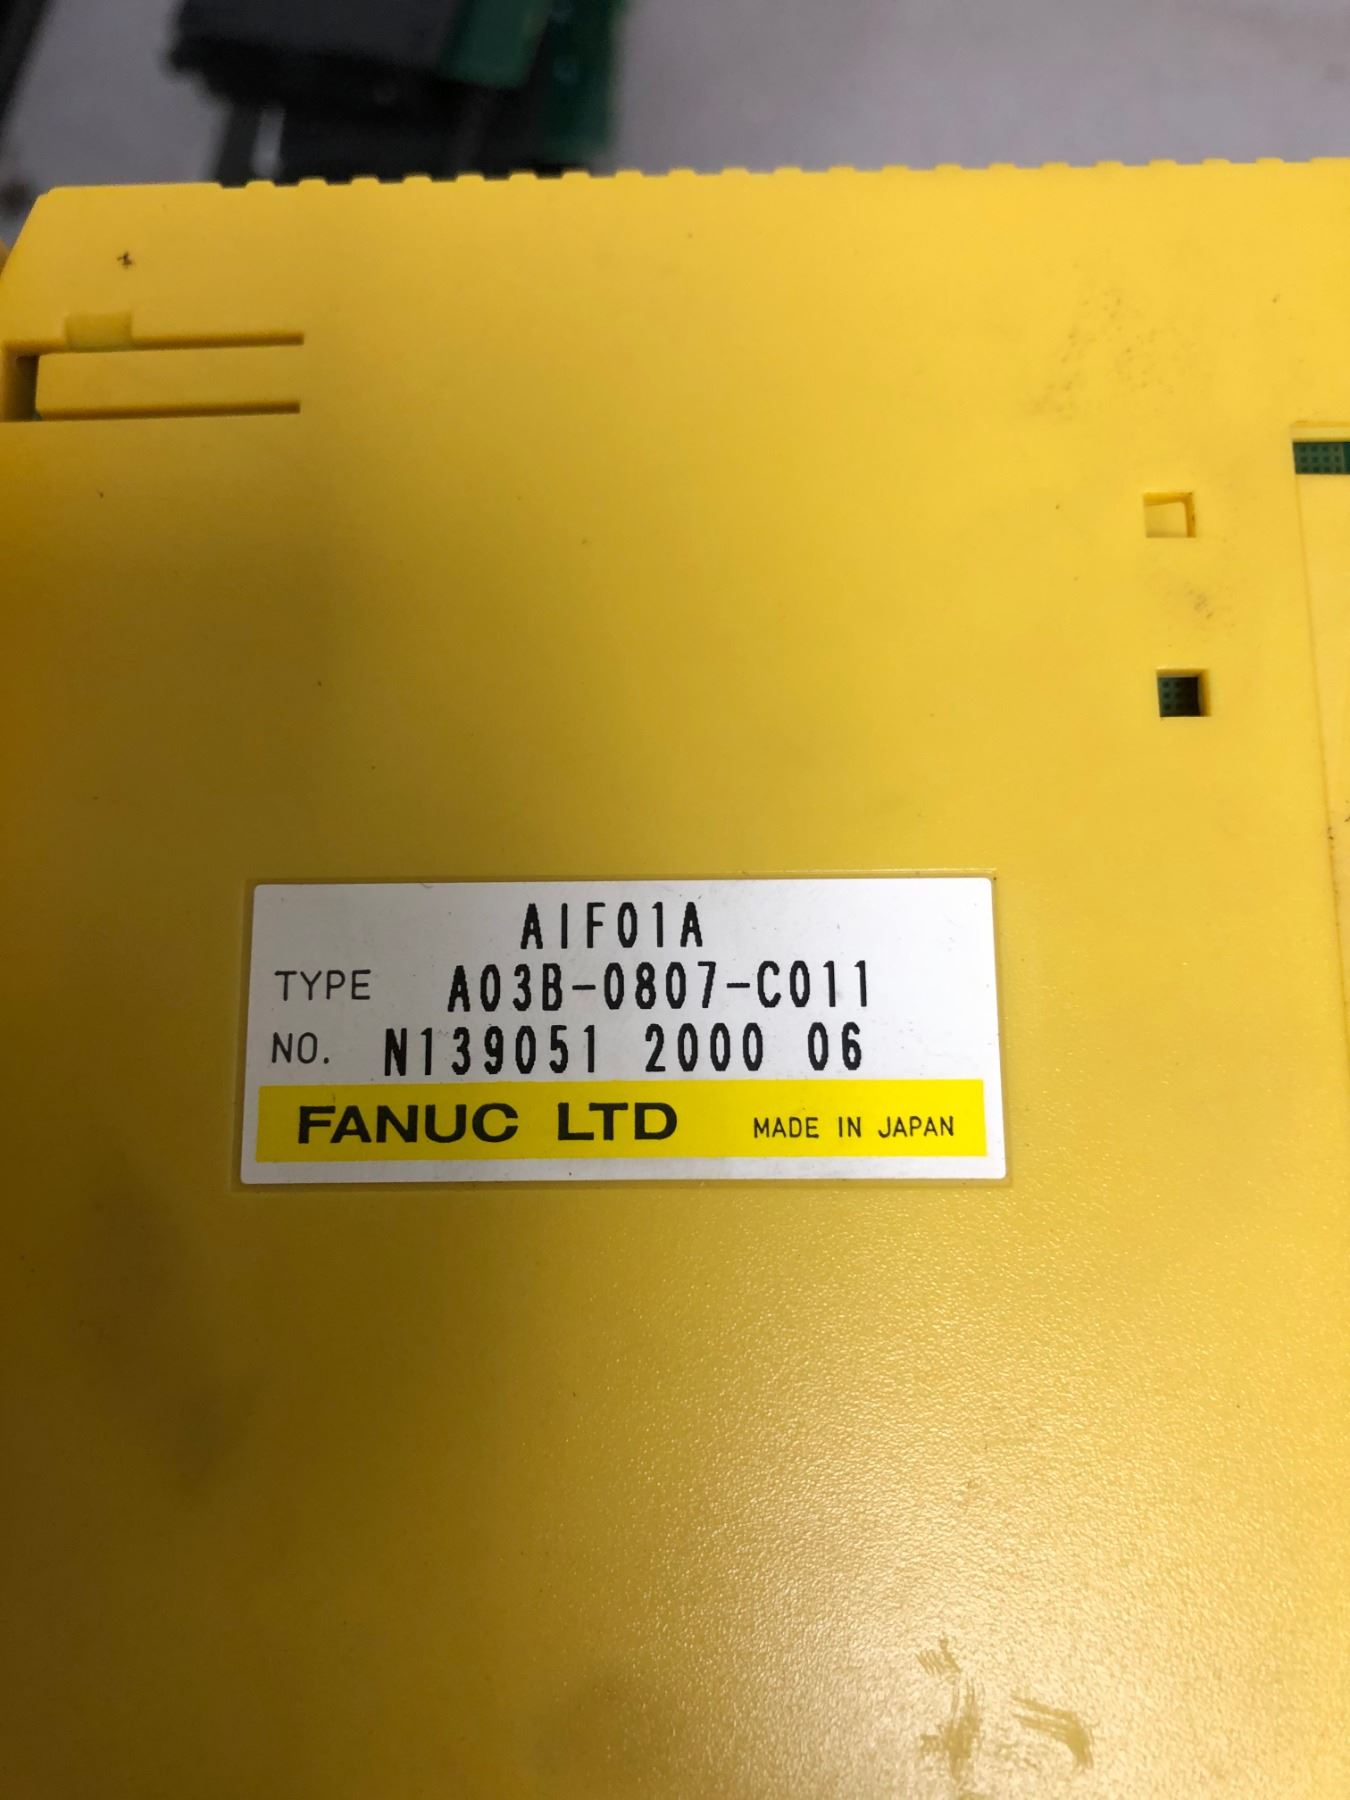 AIF01A
TYPE A03B-0807-C011
NO. N139051 2000 06
FANUC LTD MADE IN JAPAN